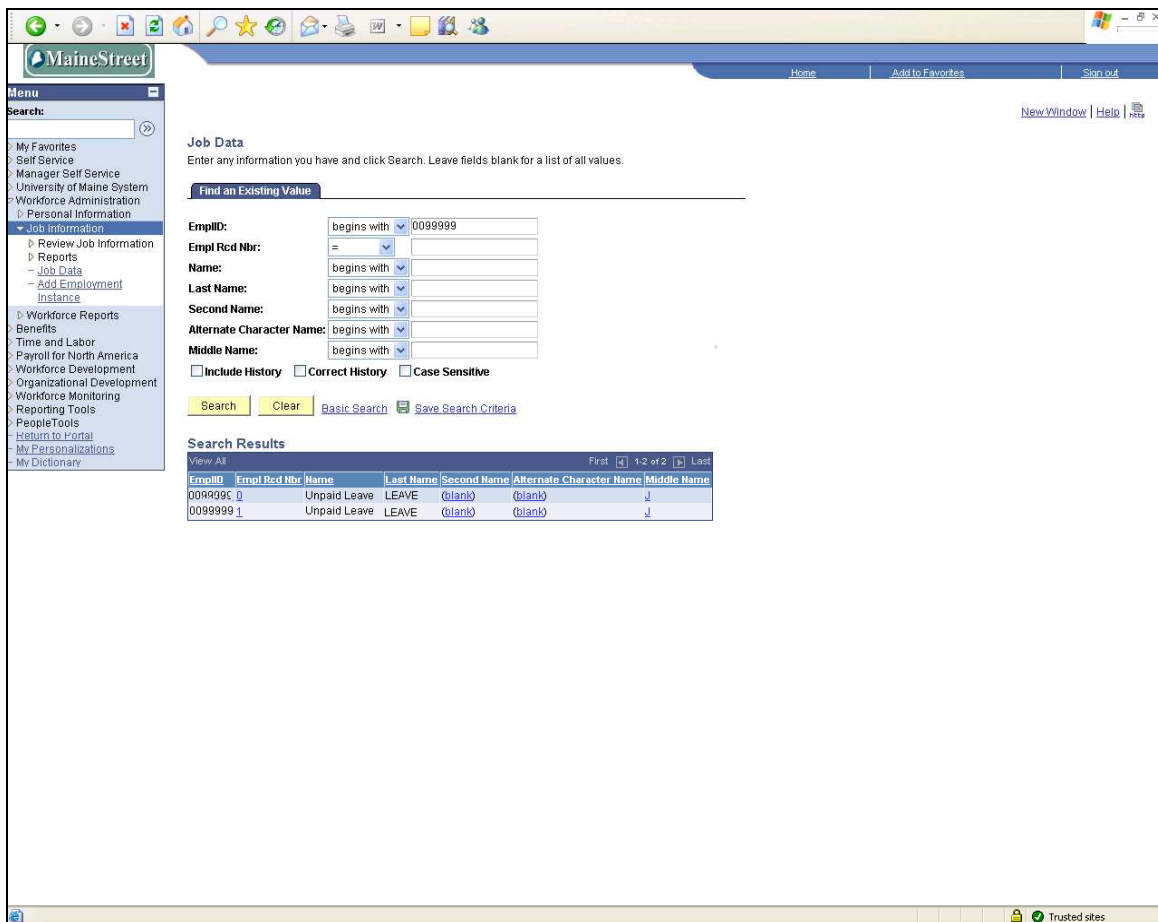 MaineStreet
Home Add to Favorites Sign out
Menu
Search:
New Window | Help | http
My Favorites
Self Service
Manager Self Service
University of Maine System
Workforce Administration
Personal Information
Job Information
Review Job Information
Reports
Job Data
Add Employment
Instance
Workforce Reports
Benefits
Time and Labor
Payroll for North America
Workforce Development
Organizational Development
Workforce Monitoring
Reporting Tools
PeopleTools
Return to Portal
My Personalizations
My Dictionary
Job Data
Enter any information you have and click Search. Leave fields blank for a list of all values.
Find an Existing Value
EmplID: begins with 0099999
Empl Rcd Nbr: =
Name: begins with
Last Name: begins with
Second Name: begins with
Alternate Character Name: begins with
Middle Name: begins with
Include History Correct History Case Sensitive
Search Clear Basic Search Save Search Criteria
Search Results
View All First 1-2 of 2 Last
EmplID Empl Rcd Nbr Name Last Name Second Name Alternate Character Name Middle Name
0099999 0 Unpaid Leave LEAVE (blank) (blank) J
0099999 1 Unpaid Leave LEAVE (blank) (blank) J
Trusted sites